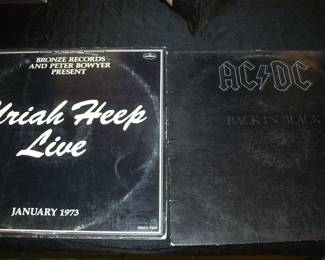 BRONZE RECORDS
AND PETER BOWYER
PRESENT
Uriah Heep
Live
JANUARY 1973
AC DC
BACK IN BLACK